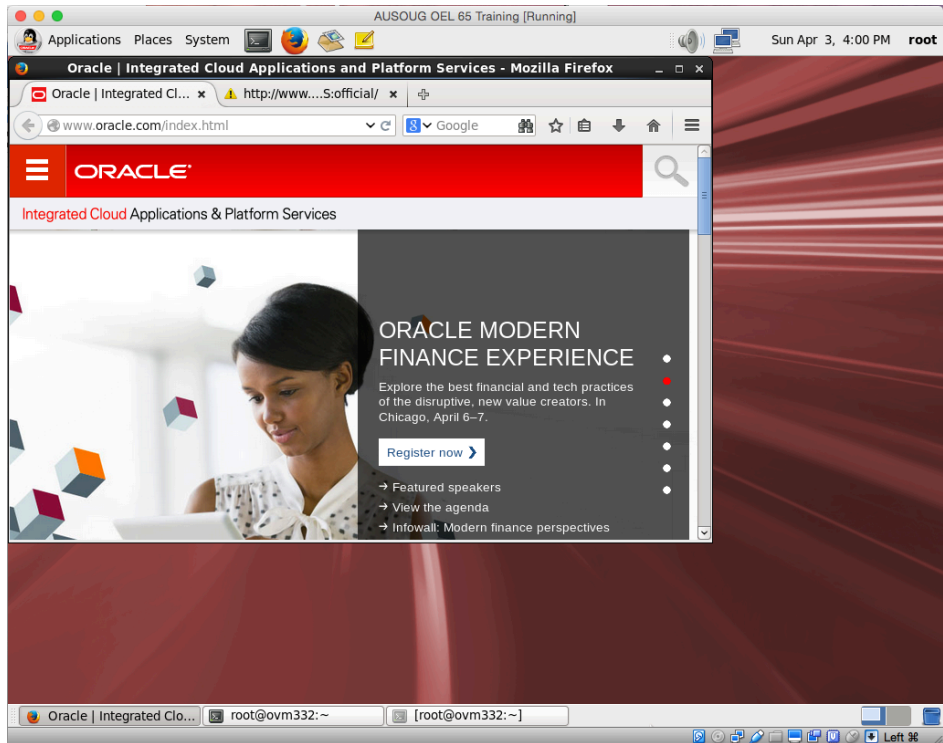 AUSOUG OEL 65 Training [Running]
Applications Places System Sun Apr 3, 4:00 PM root
Oracle | Integrated Cloud Applications and Platform Services - Mozilla Firefox
Oracle | Integrated Cl... http://www....S:official/
www.oracle.com/index.html Google
ORACLE
Integrated Cloud Applications & Platform Services
ORACLE MODERN
FINANCE EXPERIENCE
Explore the best financial and tech practices
of the disruptive, new value creators. In
Chicago, April 6–7.
Register now ❯
→ Featured speakers
→ View the agenda
→ Infowall: Modern finance perspectives
Oracle | Integrated Clo... root@ovm332:~ [root@ovm332:~]
Left ⌘